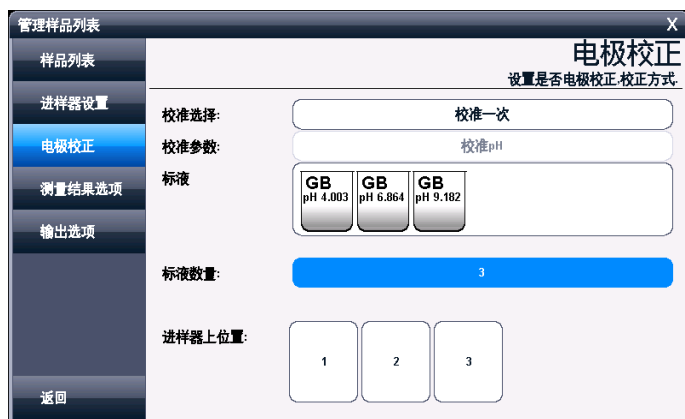 管理样品列表
X
样品列表
进样器设置
电极校正
测量结果选项
输出选项
返回
电极校正
设置是否电极校正.校正方式.
校准选择:
校准一次
校准参数:
校准pH
标液
GB
pH 4.003
GB
pH 6.864
GB
pH 9.182
标液数量:
3
进样器上位置:
1
2
3